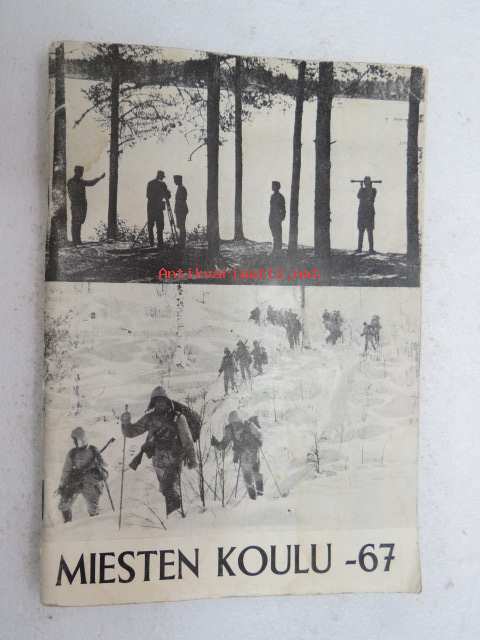 Antikvariaatti.net
MIESTEN KOULU -67